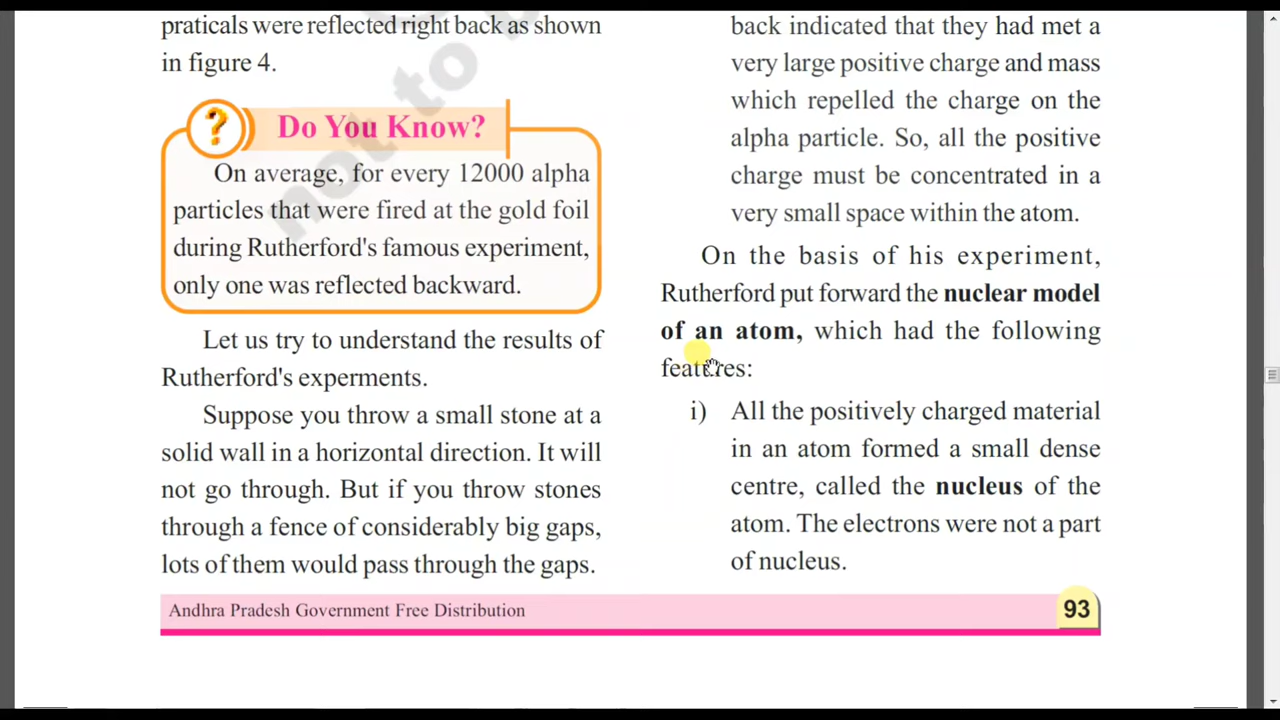 praticals were reflected right back as shown
in figure 4.
Do You Know?
On average, for every 12000 alpha
particles that were fired at the gold foil
during Rutherford's famous experiment,
only one was reflected backward.
Let us try to understand the results of
Rutherford's experments.
Suppose you throw a small stone at a
solid wall in a horizontal direction. It will
not go through. But if you throw stones
through a fence of considerably big gaps,
lots of them would pass through the gaps.
back indicated that they had met a
very large positive charge and mass
which repelled the charge on the
alpha particle. So, all the positive
charge must be concentrated in a
very small space within the atom.
On the basis of his experiment,
Rutherford put forward the nuclear model
of an atom, which had the following
features:
i) All the positively charged material
in an atom formed a small dense
centre, called the nucleus of the
atom. The electrons were not a part
of nucleus.
Andhra Pradesh Government Free Distribution
93
not to